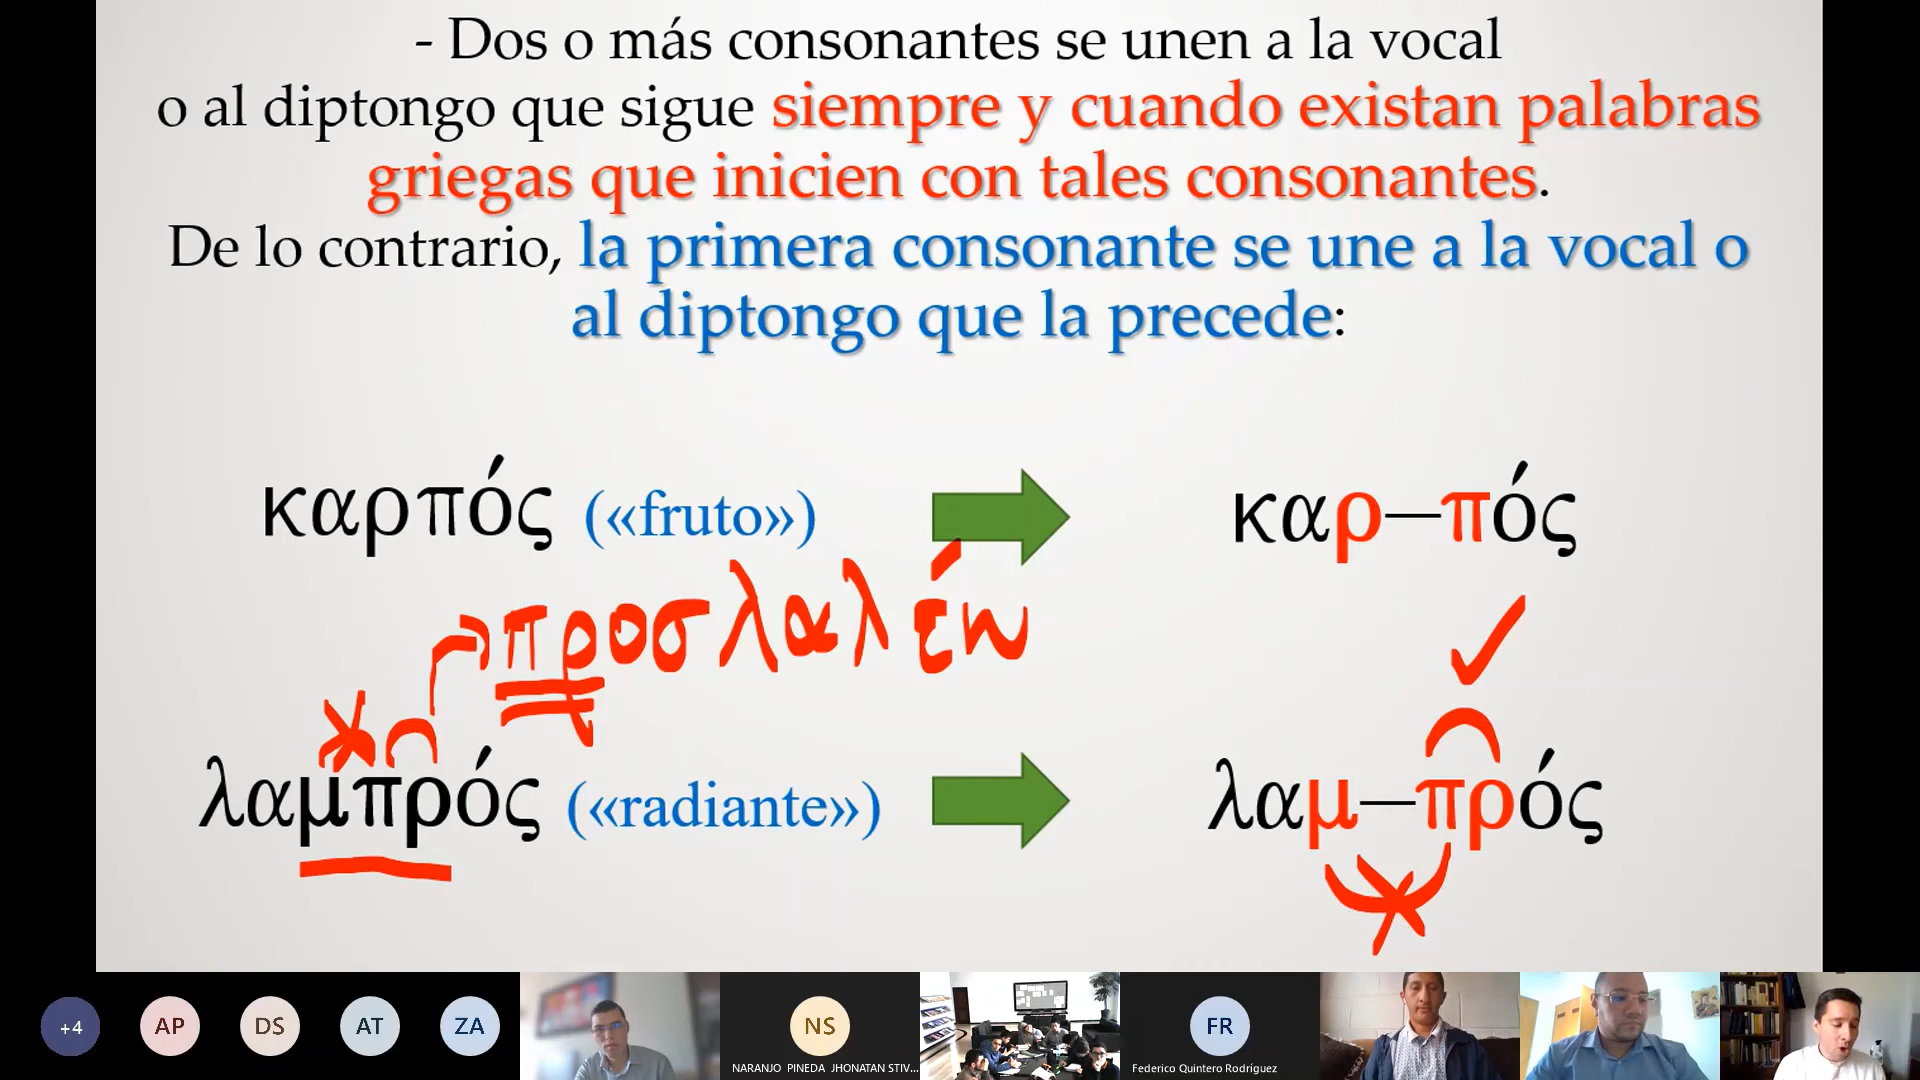 - Dos o más consonantes se unen a la vocal
o al diptongo que sigue siempre y cuando existan palabras
griegas que inicien con tales consonantes.
De lo contrario, la primera consonante se une a la vocal o
al diptongo que la precede:
καρπός («fruto») καρ–πός
προσλαλέω
λαμπρός («radiante») λαμ–πρός
+4 AP DS AT ZA NS FR
NARANJO PINEDA JHONATAN STIV... Federico Quintero Rodríguez